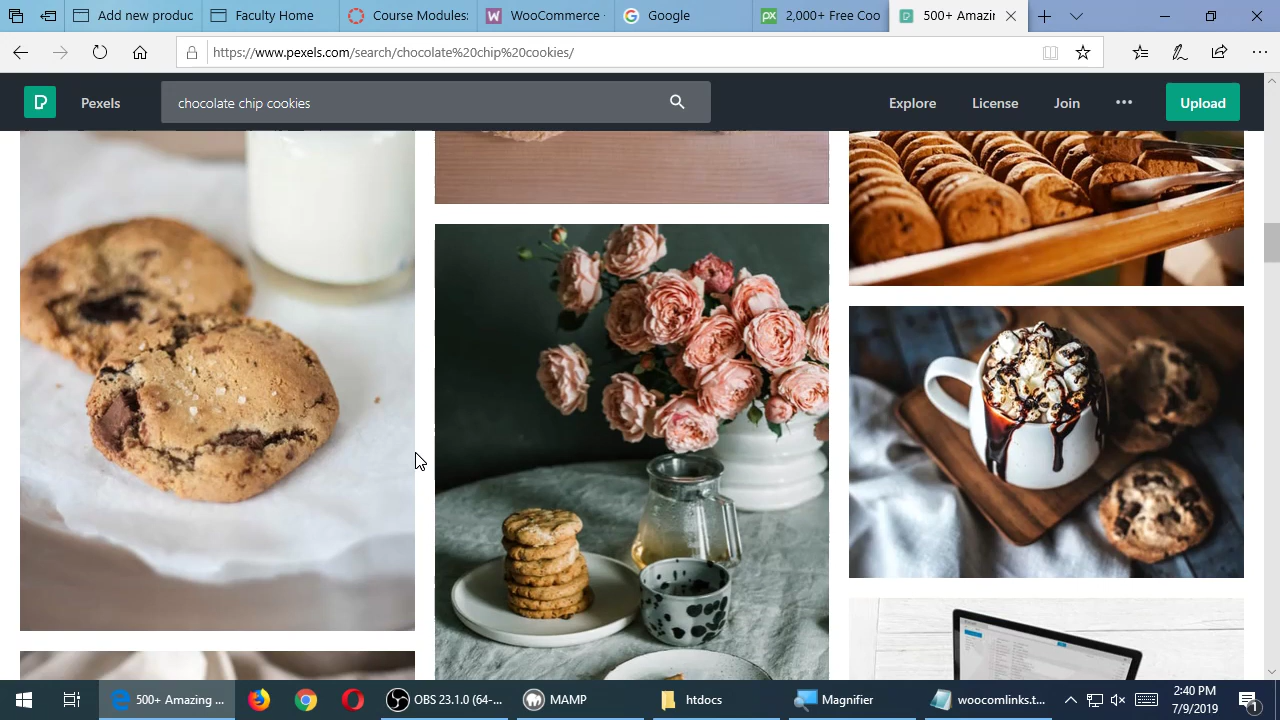 Add new produc
Faculty Home
Course Modules:
WooCommerce
Google
2,000+ Free Coo
500+ Amazin
https://www.pexels.com/search/chocolate%20chip%20cookies/
Pexels
chocolate chip cookies
Explore
License
Join
•••
Upload
500+ Amazing ...
OBS 23.1.0 (64-...
MAMP
htdocs
Magnifier
woocomlinks.t...
2:40 PM
7/9/2019
1